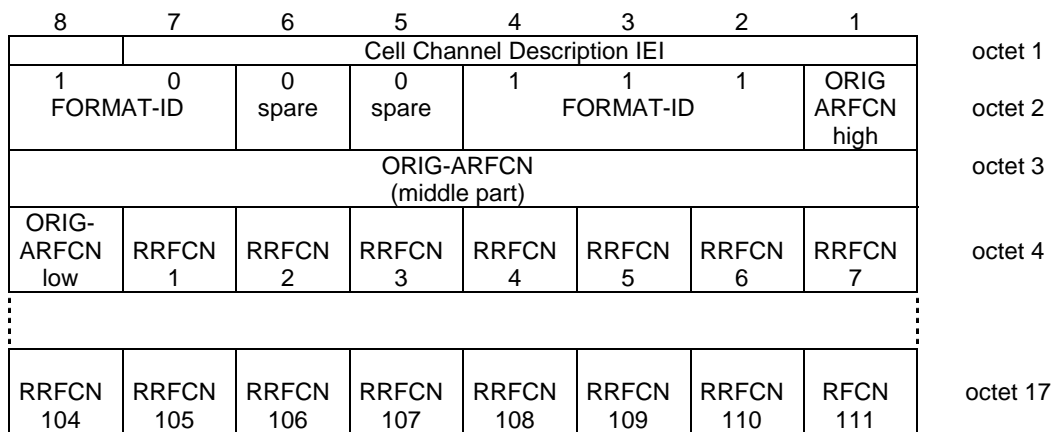 8 7 6 5 4 3 2 1
Cell Channel Description IEI octet 1
1 0 0 0 1 1 1 ORIG
FORMAT-ID spare spare FORMAT-ID ARFCN octet 2
high
ORIG-ARFCN octet 3
(middle part)
ORIG-
ARFCN RRFCN RRFCN RRFCN RRFCN RRFCN RRFCN RRFCN octet 4
low 1 2 3 4 5 6 7
RRFCN RRFCN RRFCN RRFCN RRFCN RRFCN RRFCN RFCN octet 17
104 105 106 107 108 109 110 111